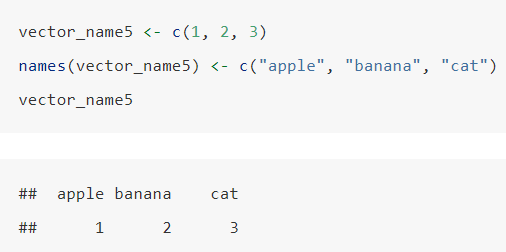 vector_name5 <- c(1, 2, 3)
names(vector_name5) <- c("apple", "banana", "cat")
vector_name5
##  apple banana    cat
##      1      2      3